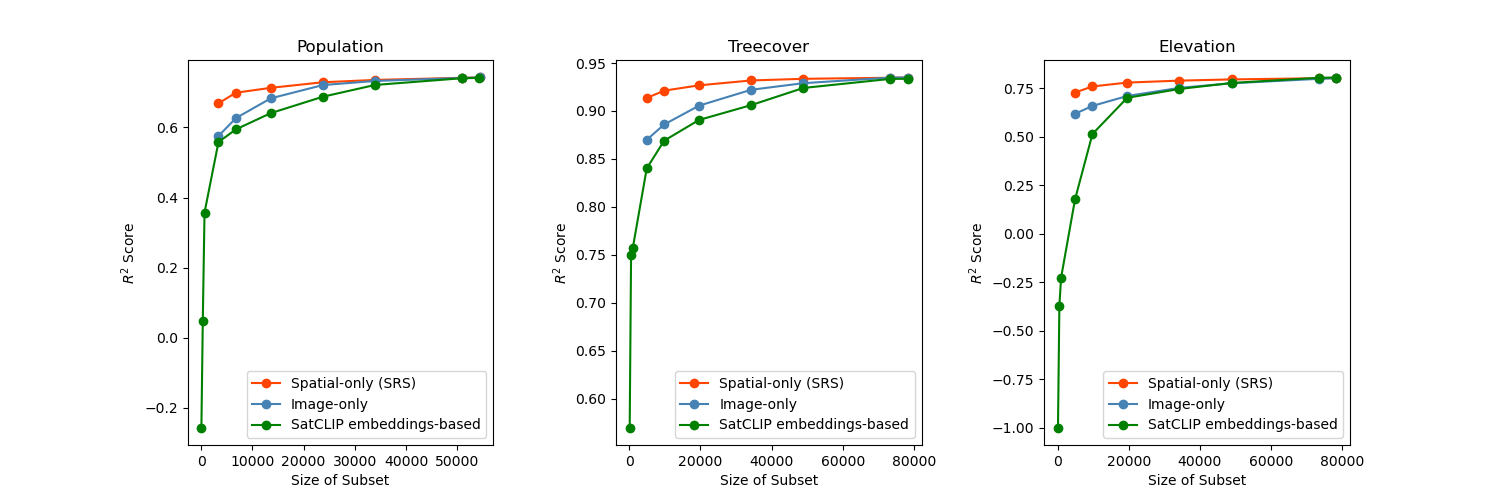 Population
0.6
0.4
0.2
0.0
−0.2
R² Score
Spatial-only (SRS)
Image-only
SatCLIP embeddings-based
0 10000 20000 30000 40000 50000
Size of Subset
Treecover
0.95
0.90
0.85
0.80
0.75
0.70
0.65
0.60
R² Score
Spatial-only (SRS)
Image-only
SatCLIP embeddings-based
0 20000 40000 60000 80000
Size of Subset
Elevation
0.75
0.50
0.25
0.00
−0.25
−0.50
−0.75
−1.00
R² Score
Spatial-only (SRS)
Image-only
SatCLIP embeddings-based
0 20000 40000 60000 80000
Size of Subset